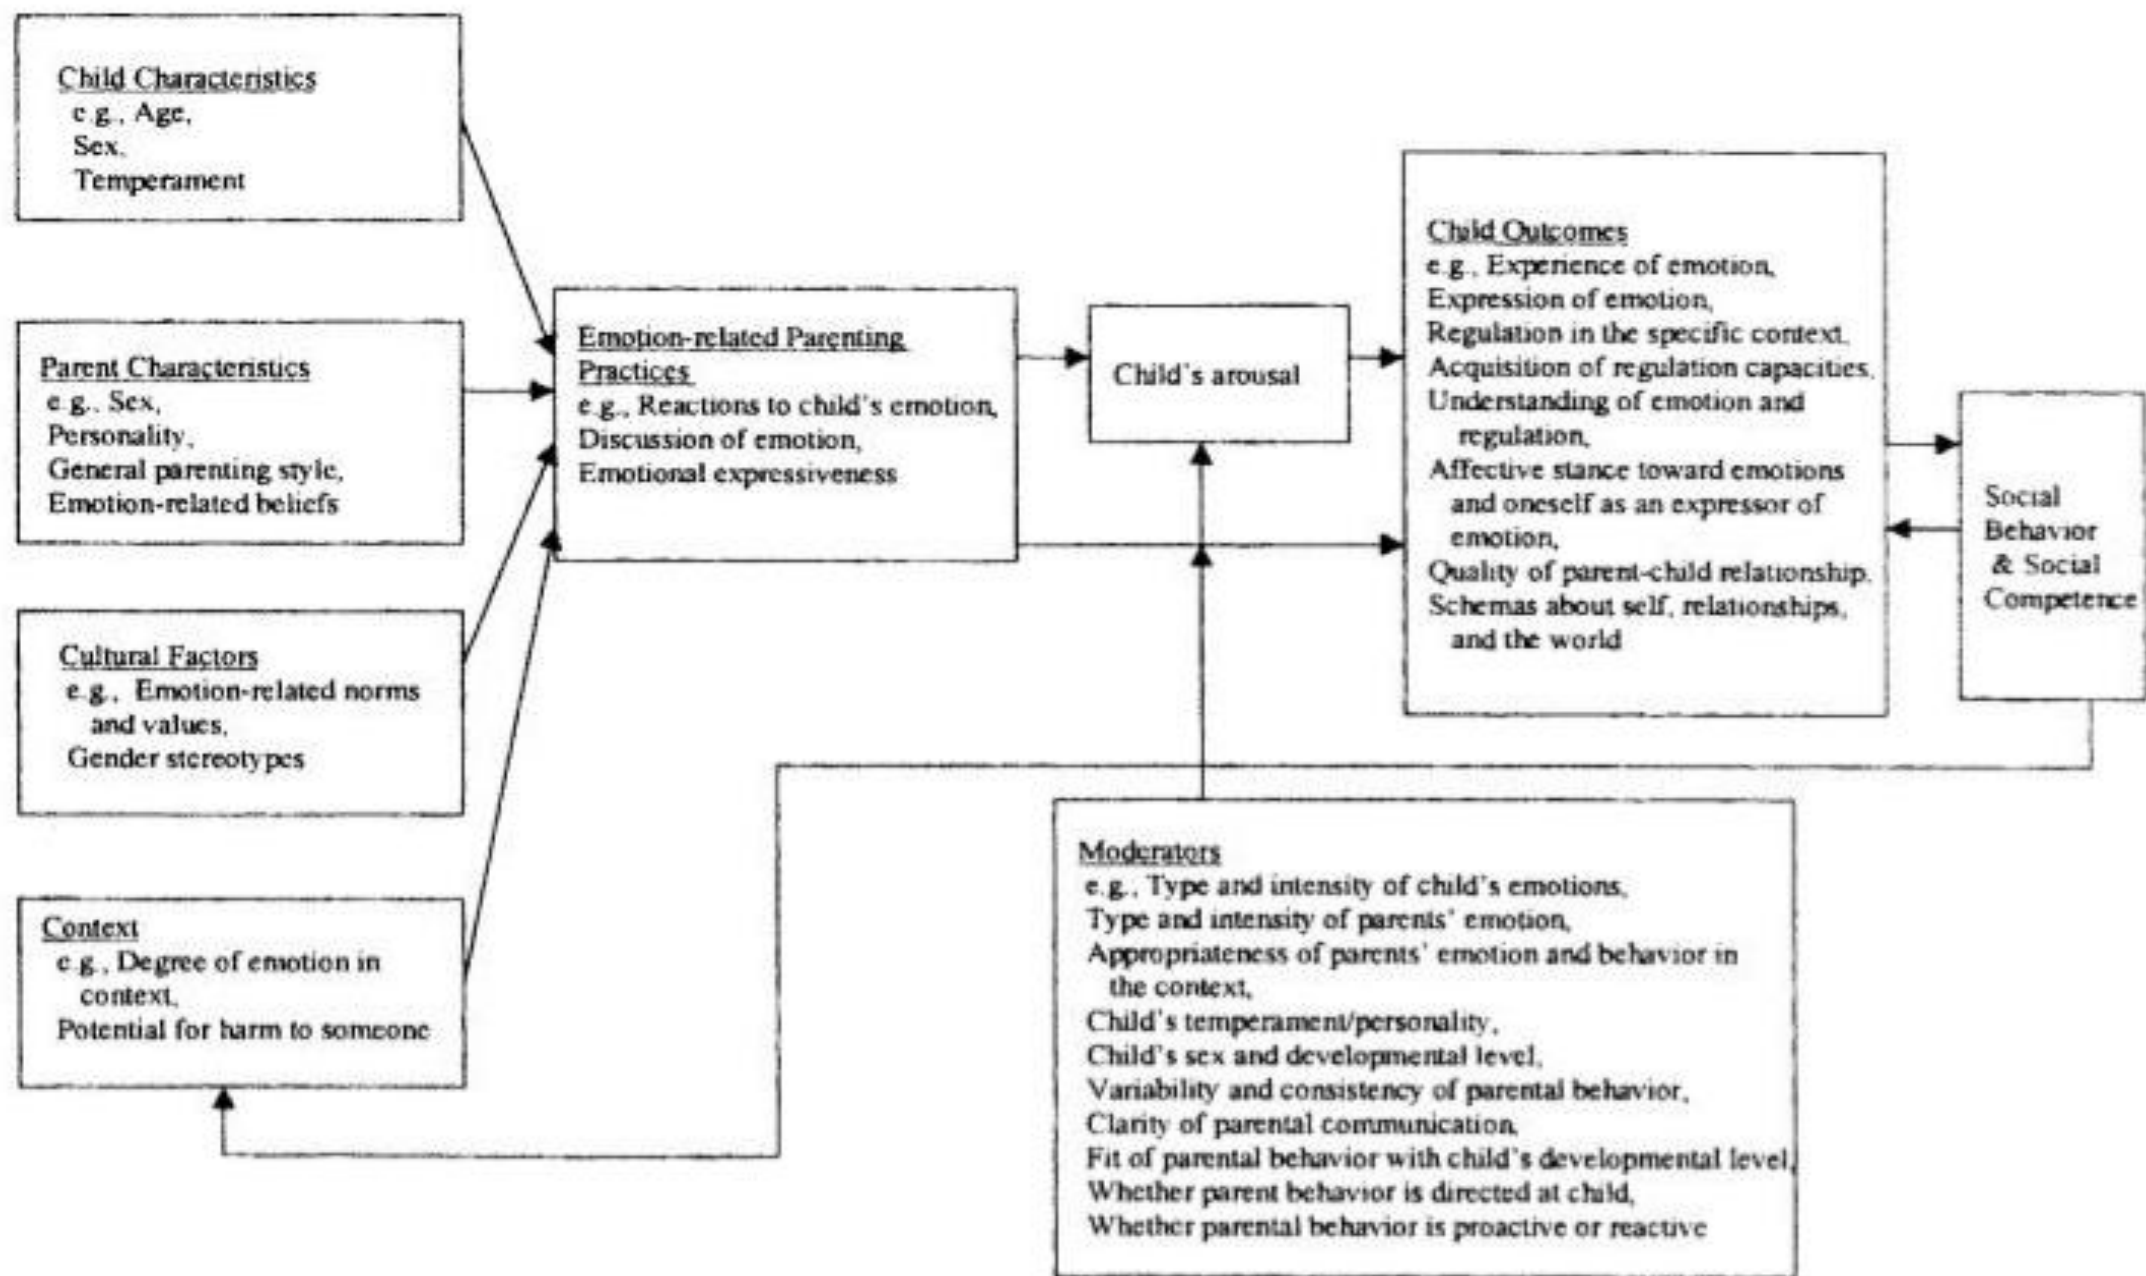 Child Characteristics
e.g., Age,
Sex,
Temperament
Parent Characteristics
e.g., Sex,
Personality,
General parenting style,
Emotion-related beliefs
Cultural Factors
e.g., Emotion-related norms
and values,
Gender stereotypes
Context
e.g., Degree of emotion in
context,
Potential for harm to someone
Emotion-related Parenting
Practices
e.g., Reactions to child's emotion,
Discussion of emotion,
Emotional expressiveness
Child's arousal
Child Outcomes
e.g., Experience of emotion,
Expression of emotion,
Regulation in the specific context,
Acquisition of regulation capacities,
Understanding of emotion and
regulation,
Affective stance toward emotions
and oneself as an expressor of
emotion,
Quality of parent-child relationship,
Schemas about self, relationships,
and the world
Social
Behavior
& Social
Competence
Moderators
e.g., Type and intensity of child's emotions,
Type and intensity of parents' emotion,
Appropriateness of parents' emotion and behavior in
the context,
Child's temperament/personality,
Child's sex and developmental level,
Variability and consistency of parental behavior,
Clarity of parental communication,
Fit of parental behavior with child's developmental level,
Whether parent behavior is directed at child,
Whether parental behavior is proactive or reactive